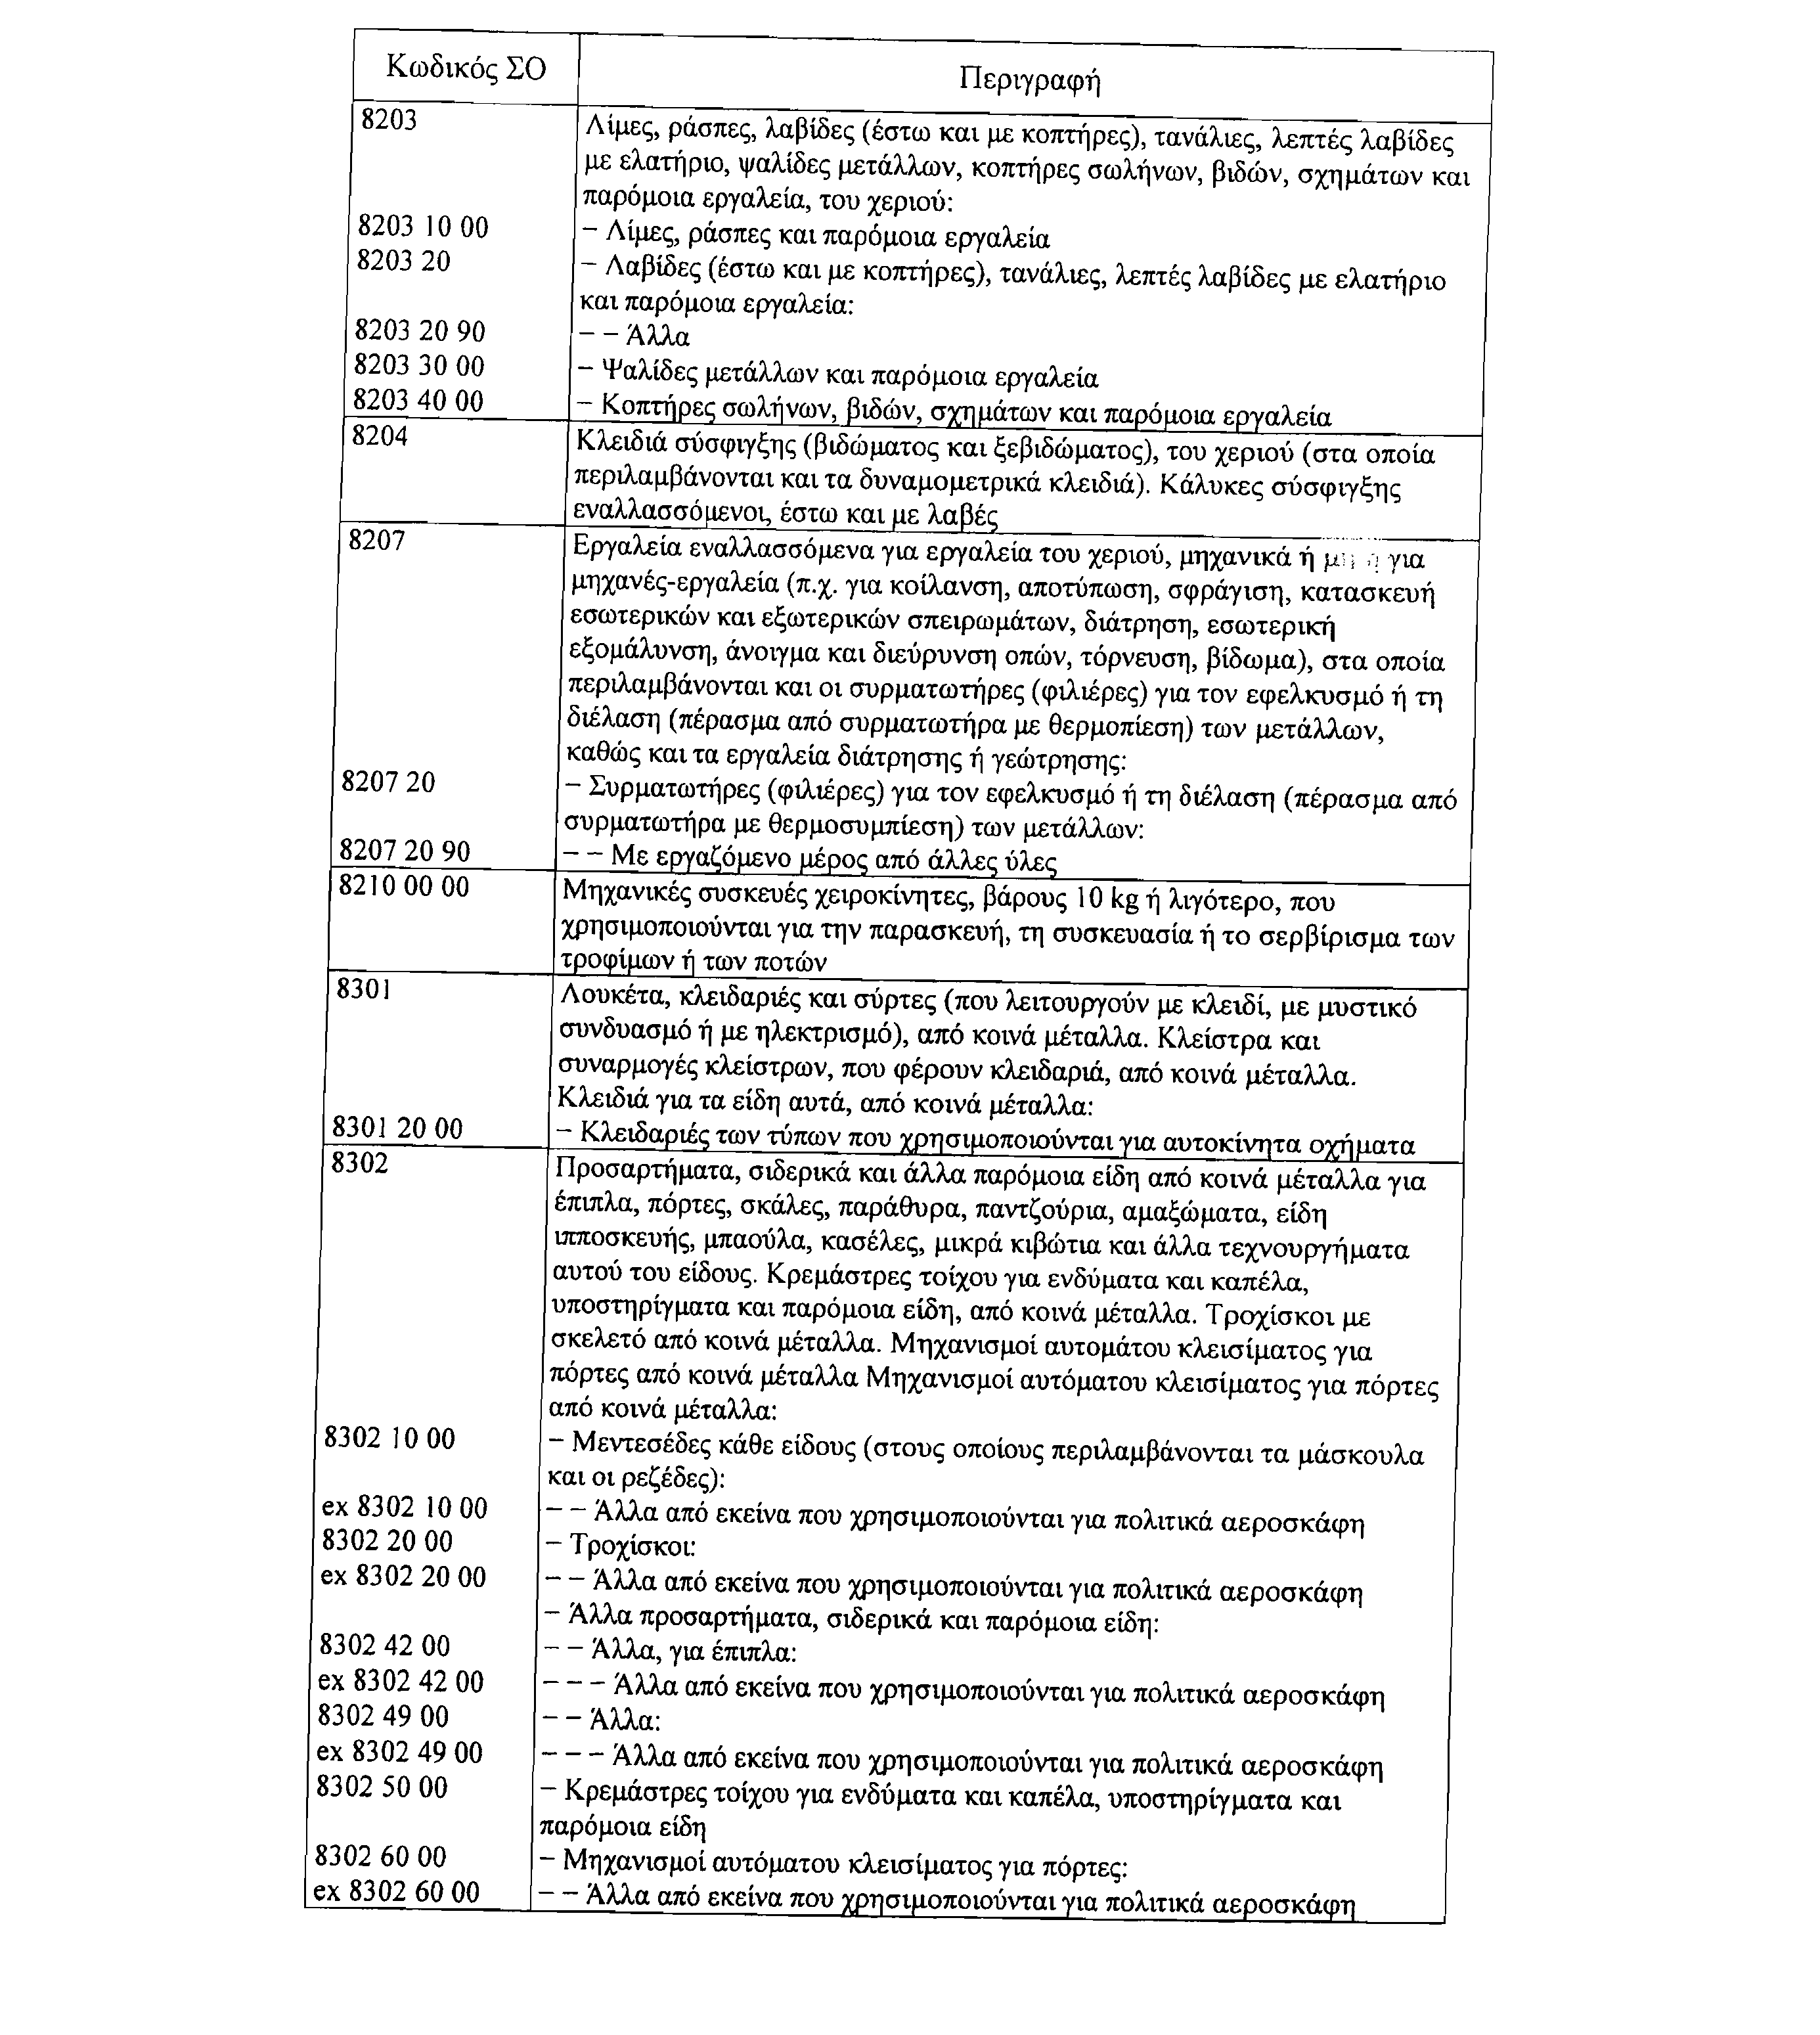 Κωδικός ΣΟ
Περιγραφή
8203
Λίμες, ράσπες, λαβίδες (έστω και με κοπτήρες), τανάλιες, λεπτές λαβίδες
με ελατήριο, ψαλίδες μετάλλων, κοπτήρες σωλήνων, βιδών, σχημάτων και
παρόμοια εργαλεία, του χεριού:
8203 10 00
– Λίμες, ράσπες και παρόμοια εργαλεία
8203 20
– Λαβίδες (έστω και με κοπτήρες), τανάλιες, λεπτές λαβίδες με ελατήριο
και παρόμοια εργαλεία:
8203 20 90
– – Άλλα
8203 30 00
– Ψαλίδες μετάλλων και παρόμοια εργαλεία
8203 40 00
– Κοπτήρες σωλήνων, βιδών, σχημάτων και παρόμοια εργαλεία
8204
Κλειδιά σύσφιγξης (βιδώματος και ξεβιδώματος), του χεριού (στα οποία
περιλαμβάνονται και τα δυναμομετρικά κλειδιά). Κάλυκες σύσφιγξης
εναλλασσόμενοι, έστω και με λαβές
8207
Εργαλεία εναλλασσόμενα για εργαλεία του χεριού, μηχανικά ή για
μηχανές-εργαλεία (π.χ. για κοίλανση, αποτύπωση, σφράγιση, κατασκευή
εσωτερικών και εξωτερικών σπειρωμάτων, διάτρηση, εσωτερική
εξομάλυνση, άνοιγμα και διεύρυνση οπών, τόρνευση, βίδωμα), στα οποία
περιλαμβάνονται και οι συρματωτήρες (φιλιέρες) για τον εφελκυσμό ή τη
διέλαση (πέρασμα από συρματωτήρα με θερμοπίεση) των μετάλλων,
καθώς και τα εργαλεία διάτρησης ή γεώτρησης:
8207 20
– Συρματωτήρες (φιλιέρες) για τον εφελκυσμό ή τη διέλαση (πέρασμα από
συρματωτήρα με θερμοσυμπίεση) των μετάλλων:
8207 20 90
– – Με εργαζόμενο μέρος από άλλες ύλες
8210 00 00
Μηχανικές συσκευές χειροκίνητες, βάρους 10 kg ή λιγότερο, που
χρησιμοποιούνται για την παρασκευή, τη συσκευασία ή το σερβίρισμα των
τροφίμων ή των ποτών
8301
Λουκέτα, κλειδαριές και σύρτες (που λειτουργούν με κλειδί, με μυστικό
συνδυασμό ή με ηλεκτρισμό), από κοινά μέταλλα. Κλείστρα και
συναρμογές κλείστρων, που φέρουν κλειδαριά, από κοινά μέταλλα.
Κλειδιά για τα είδη αυτά, από κοινά μέταλλα:
8301 20 00
– Κλειδαριές των τύπων που χρησιμοποιούνται για αυτοκίνητα οχήματα
8302
Προσαρτήματα, σιδερικά και άλλα παρόμοια είδη από κοινά μέταλλα για
έπιπλα, πόρτες, σκάλες, παράθυρα, παντζούρια, αμαξώματα, είδη
ιπποσκευής, μπαούλα, κασέλες, μικρά κιβώτια και άλλα τεχνουργήματα
αυτού του είδους. Κρεμάστρες τοίχου για ενδύματα και καπέλα,
υποστηρίγματα και παρόμοια είδη, από κοινά μέταλλα. Τροχίσκοι με
σκελετό από κοινά μέταλλα. Μηχανισμοί αυτομάτου κλεισίματος για
πόρτες από κοινά μέταλλα Μηχανισμοί αυτόματου κλεισίματος για πόρτες
από κοινά μέταλλα:
8302 10 00
– Μεντεσέδες κάθε είδους (στους οποίους περιλαμβάνονται τα μάσκουλα
και οι ρεζέδες):
ex 8302 10 00
– – Άλλα από εκείνα που χρησιμοποιούνται για πολιτικά αεροσκάφη
8302 20 00
– Τροχίσκοι:
ex 8302 20 00
– – Άλλα από εκείνα που χρησιμοποιούνται για πολιτικά αεροσκάφη
– Άλλα προσαρτήματα, σιδερικά και παρόμοια είδη:
8302 42 00
– – Άλλα, για έπιπλα:
ex 8302 42 00
– – – Άλλα από εκείνα που χρησιμοποιούνται για πολιτικά αεροσκάφη
8302 49 00
– – Άλλα:
ex 8302 49 00
– – – Άλλα από εκείνα που χρησιμοποιούνται για πολιτικά αεροσκάφη
8302 50 00
– Κρεμάστρες τοίχου για ενδύματα και καπέλα, υποστηρίγματα και
παρόμοια είδη
8302 60 00
– Μηχανισμοί αυτόματου κλεισίματος για πόρτες:
ex 8302 60 00
– – Άλλα από εκείνα που χρησιμοποιούνται για πολιτικά αεροσκάφη